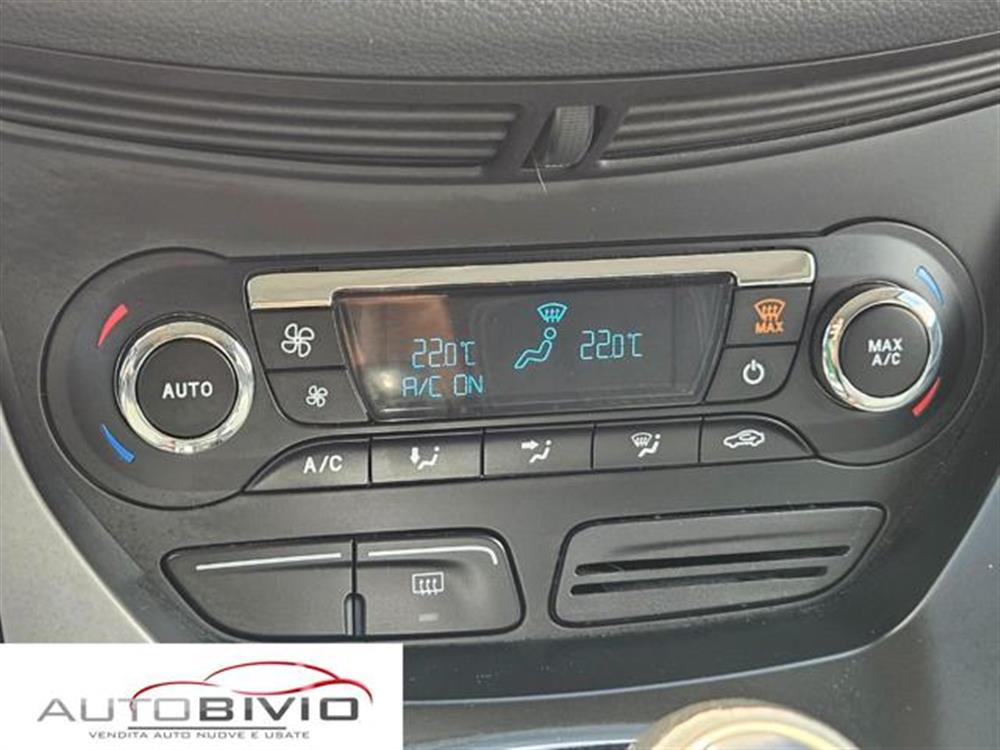 22.0°C
22.0°C
A/C ON
MAX
AUTO
MAX
A/C
A/C
AUTOBIVIO
VENDITA AUTO NUOVE E USATE